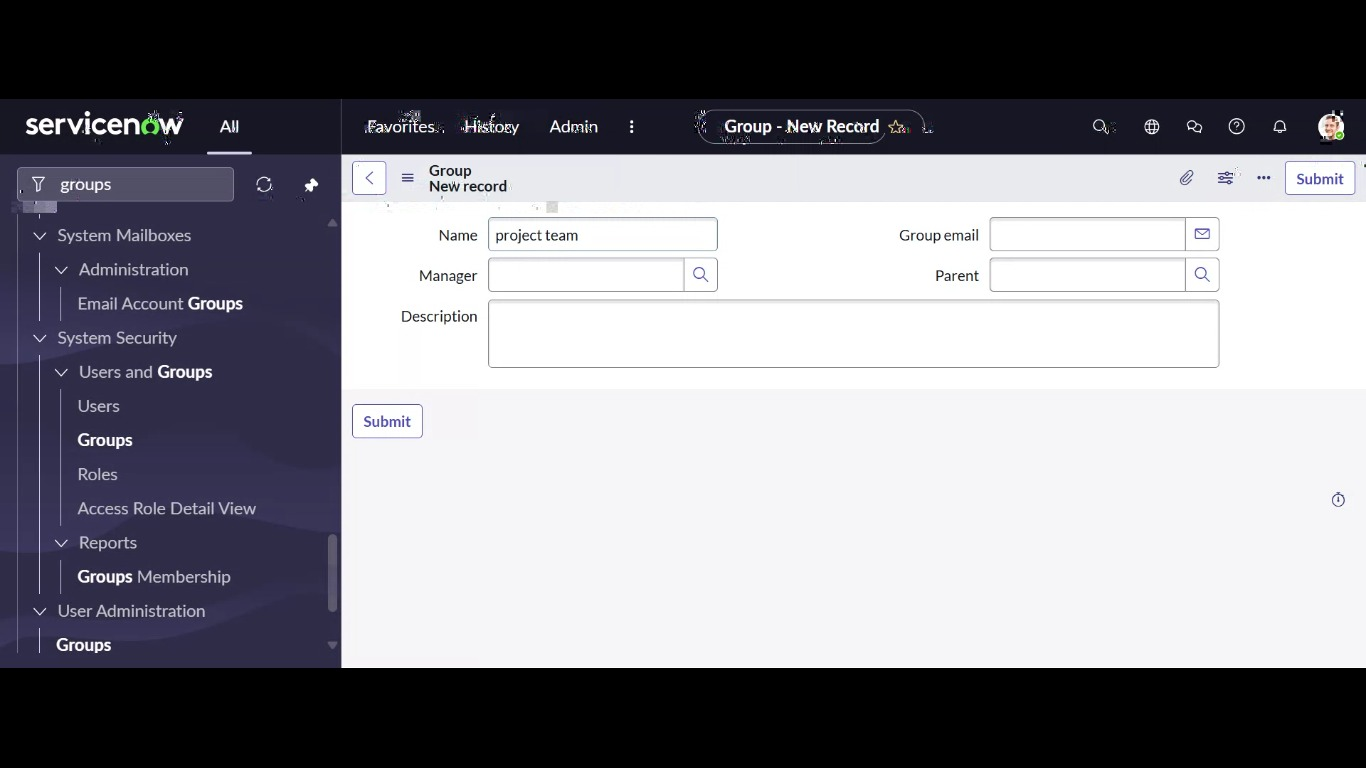 servicenow
All
Favorites
History
Admin
Group - New Record
groups
Group
New record
Submit
System Mailboxes
Administration
Email Account Groups
System Security
Users and Groups
Users
Groups
Roles
Access Role Detail View
Reports
Groups Membership
User Administration
Groups
Name
project team
Group email
Manager
Parent
Description
Submit